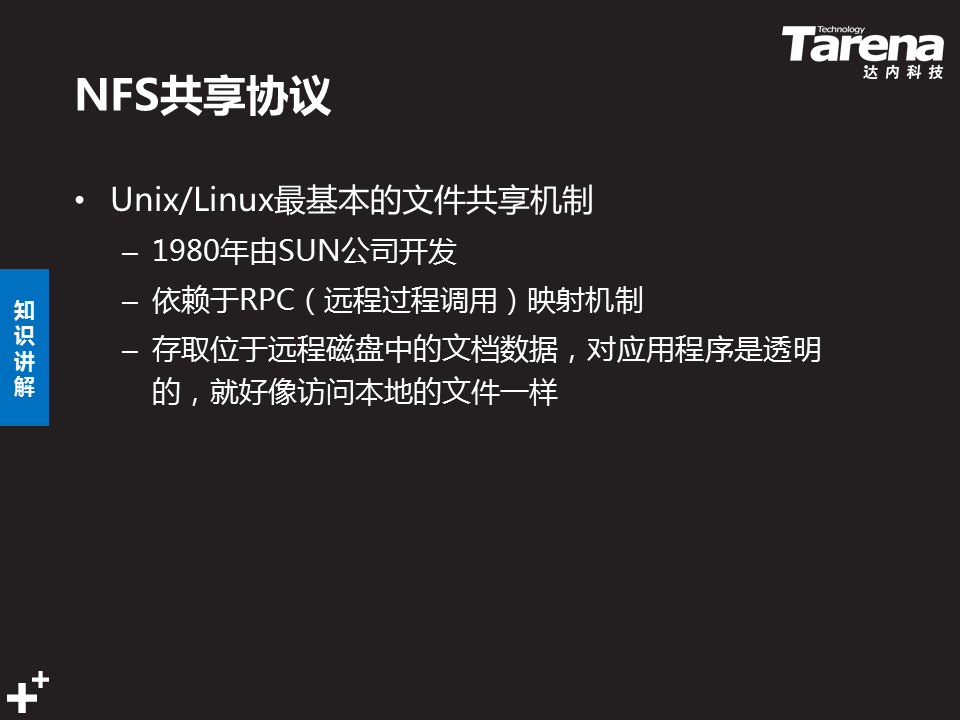 Technology
Tarena
达内科技
NFS共享协议
• Unix/Linux最基本的文件共享机制
– 1980年由SUN公司开发
– 依赖于RPC（远程过程调用）映射机制
– 存取位于远程磁盘中的文档数据，对应用程序是透明
的，就好像访问本地的文件一样
知
识
讲
解